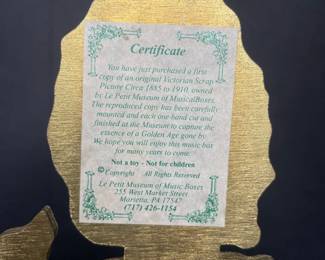 Certificate
You have just purchased a first
copy of an original Victorian Scrap
Picture Circa 1885 to 1910, owned
by Le Petit Museum of MusicalBoxes.
The reproduced copy has been carefully
mounted and each one hand cut and
finished at the Museum to capture the
essence of a Golden Age gone by.
We hope you will enjoy this music box
for many years to come.
Not a toy - Not for children
© Copyright All Rights Reserved
Le Petit Museum of Music Boxes
255 West Market Street
Marietta, PA 17547
(717) 426-1154